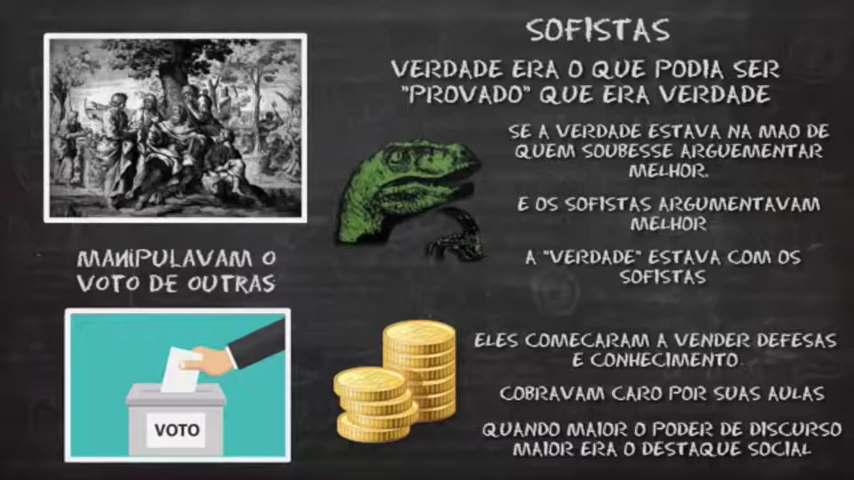 SOFISTAS
VERDADE ERA O QUE PODIA SER
"PROVADO" QUE ERA VERDADE
SE A VERDADE ESTAVA NA MAO DE
QUEM SOUBESSE ARGUEMENTAR
MELHOR.
E OS SOFISTAS ARGUMENTAVAM
MELHOR
A "VERDADE" ESTAVA COM OS
SOFISTAS
MANIPULAVAM O
VOTO DE OUTRAS
VOTO
ELES COMECARAM A VENDER DEFESAS
E CONHECIMENTO
COBRAVAM CARO POR SUAS AULAS
QUANDO MAIOR O PODER DE DISCURSO
MAIOR ERA O DESTAQUE SOCIAL